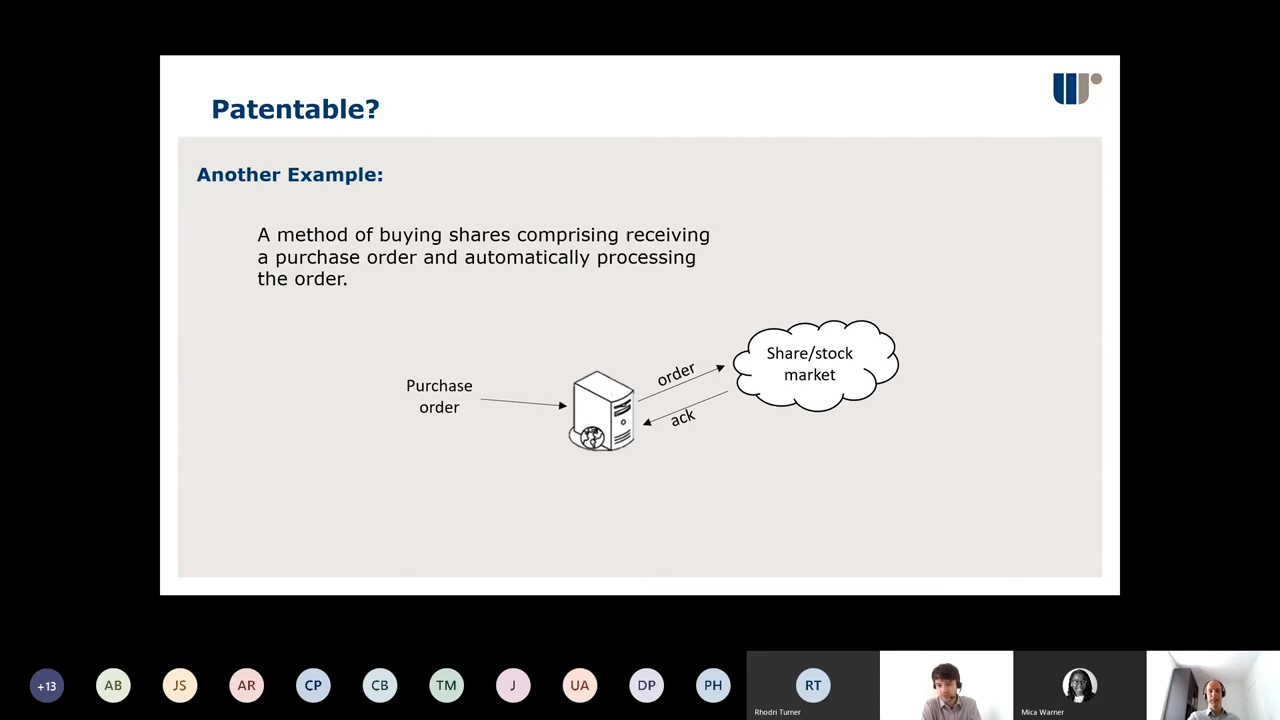 Patentable?
Another Example:
A method of buying shares comprising receiving
a purchase order and automatically processing
the order.
Share/stock
market
order
Purchase
order
ack
+13
AB
JS
AR
CP
CB
TM
J
UA
DP
PH
RT
Rhodri Turner
Mica Warner